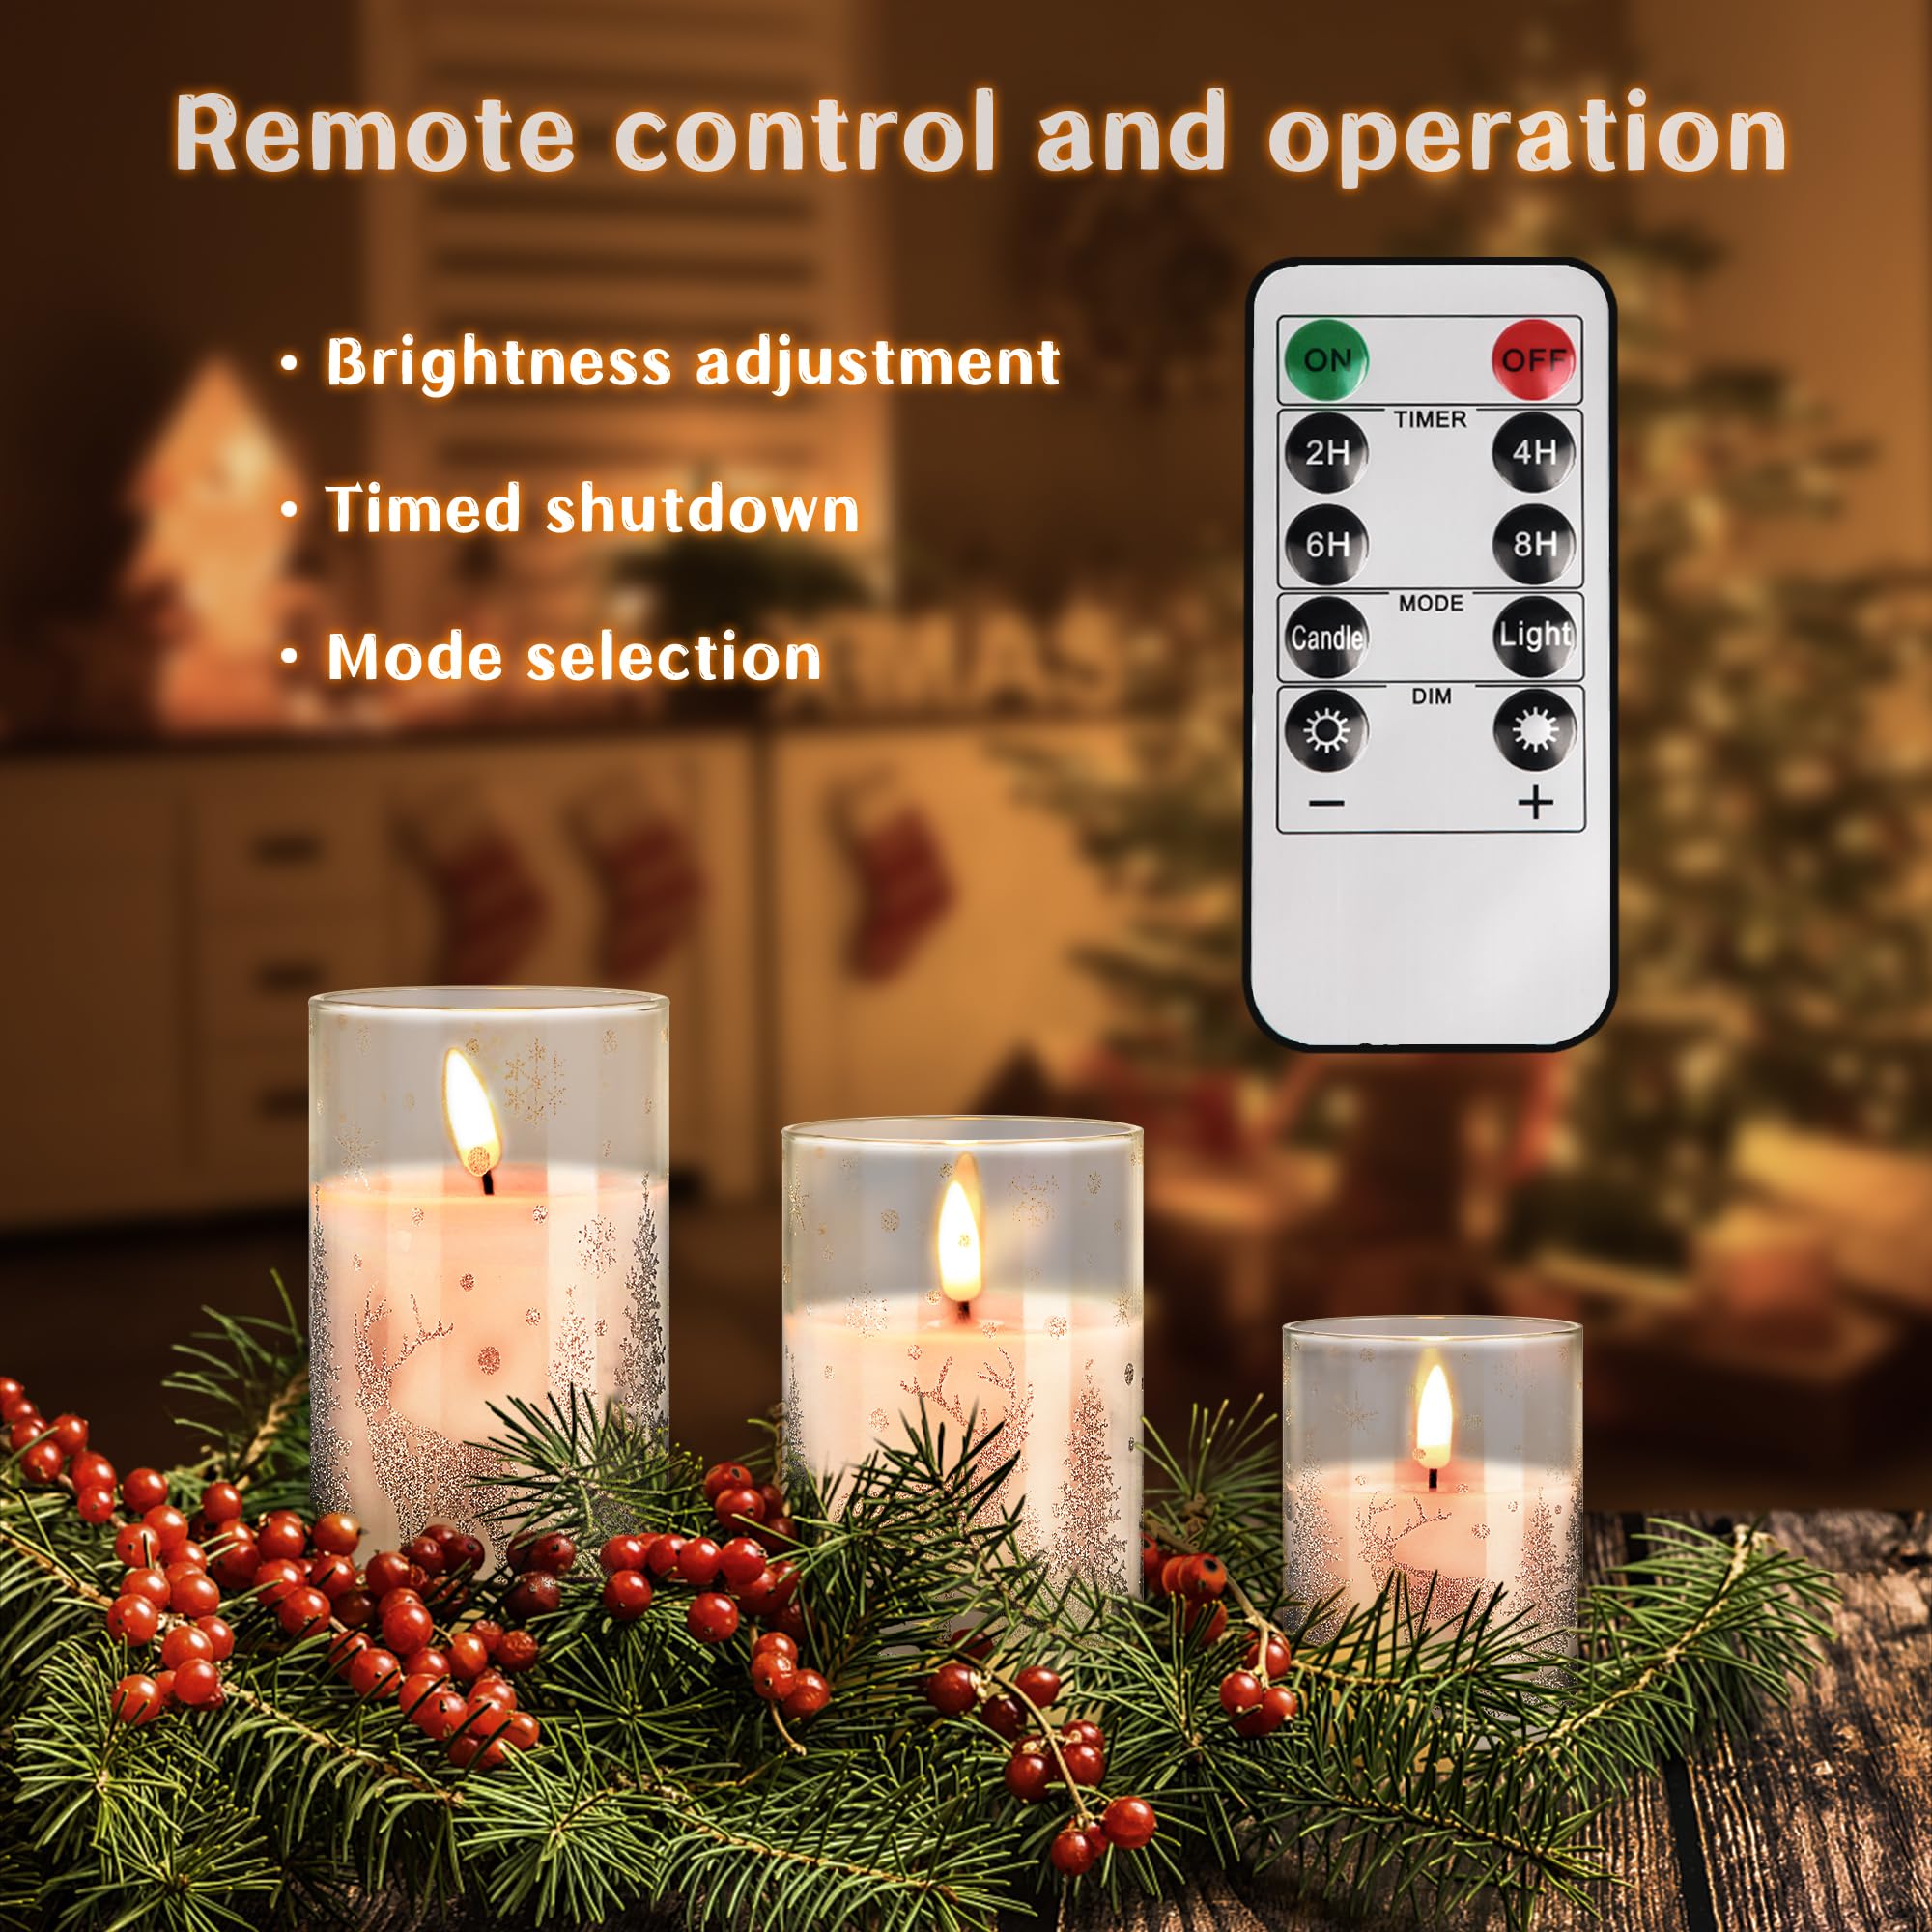 Remote control and operation
• Brightness adjustment
• Timed shutdown
• Mode selection
ON OFF
TIMER
2H 4H
6H 8H
MODE
Candle Light
DIM
− +
XMAS